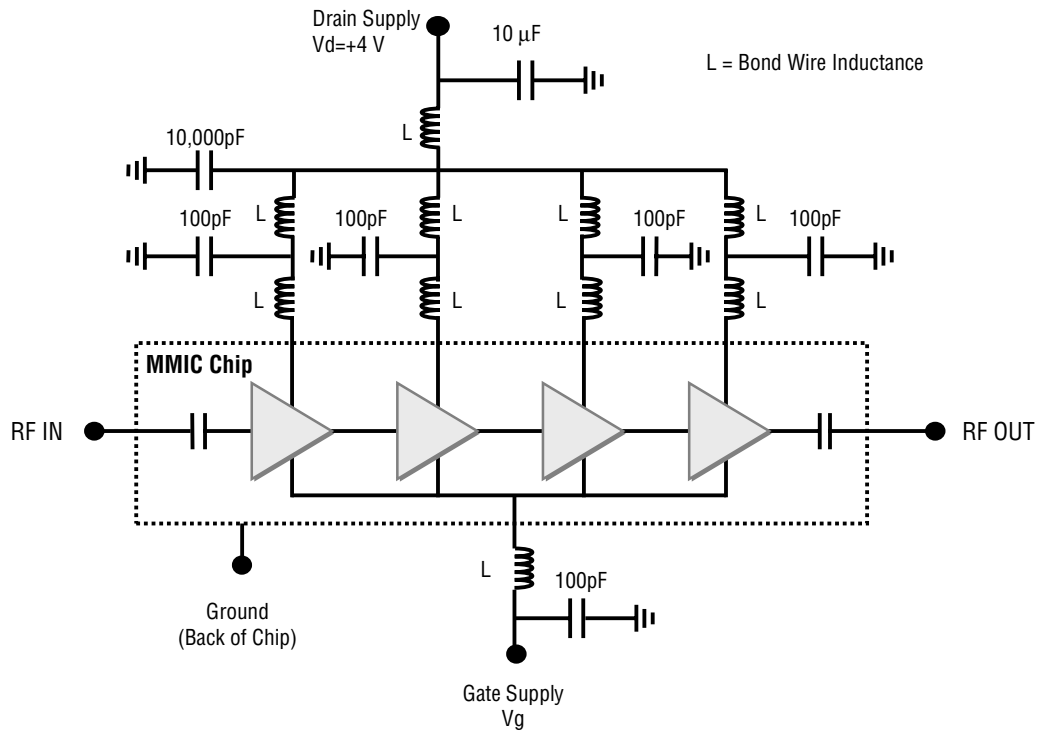 Drain Supply
Vd=+4 V
10 µF
L = Bond Wire Inductance
L
10,000pF
100pF
L
100pF
L
L
100pF
L
100pF
L
L
L
L
MMIC Chip
RF IN
RF OUT
L
100pF
Ground
(Back of Chip)
Gate Supply
Vg